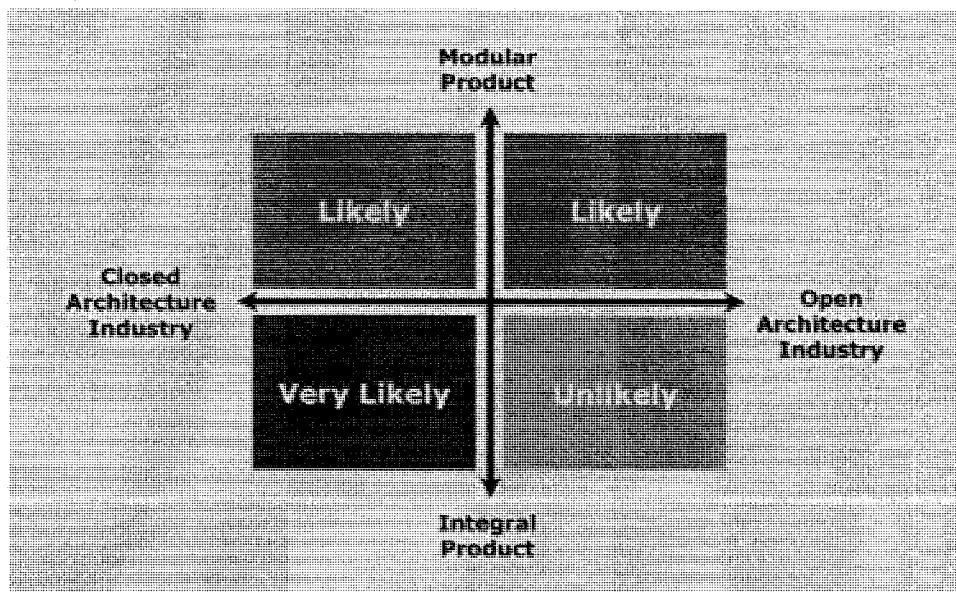 Modular
Product
Likely
Likely
Closed
Architecture
Industry
Open
Architecture
Industry
Very Likely
Unlikely
Integral
Product